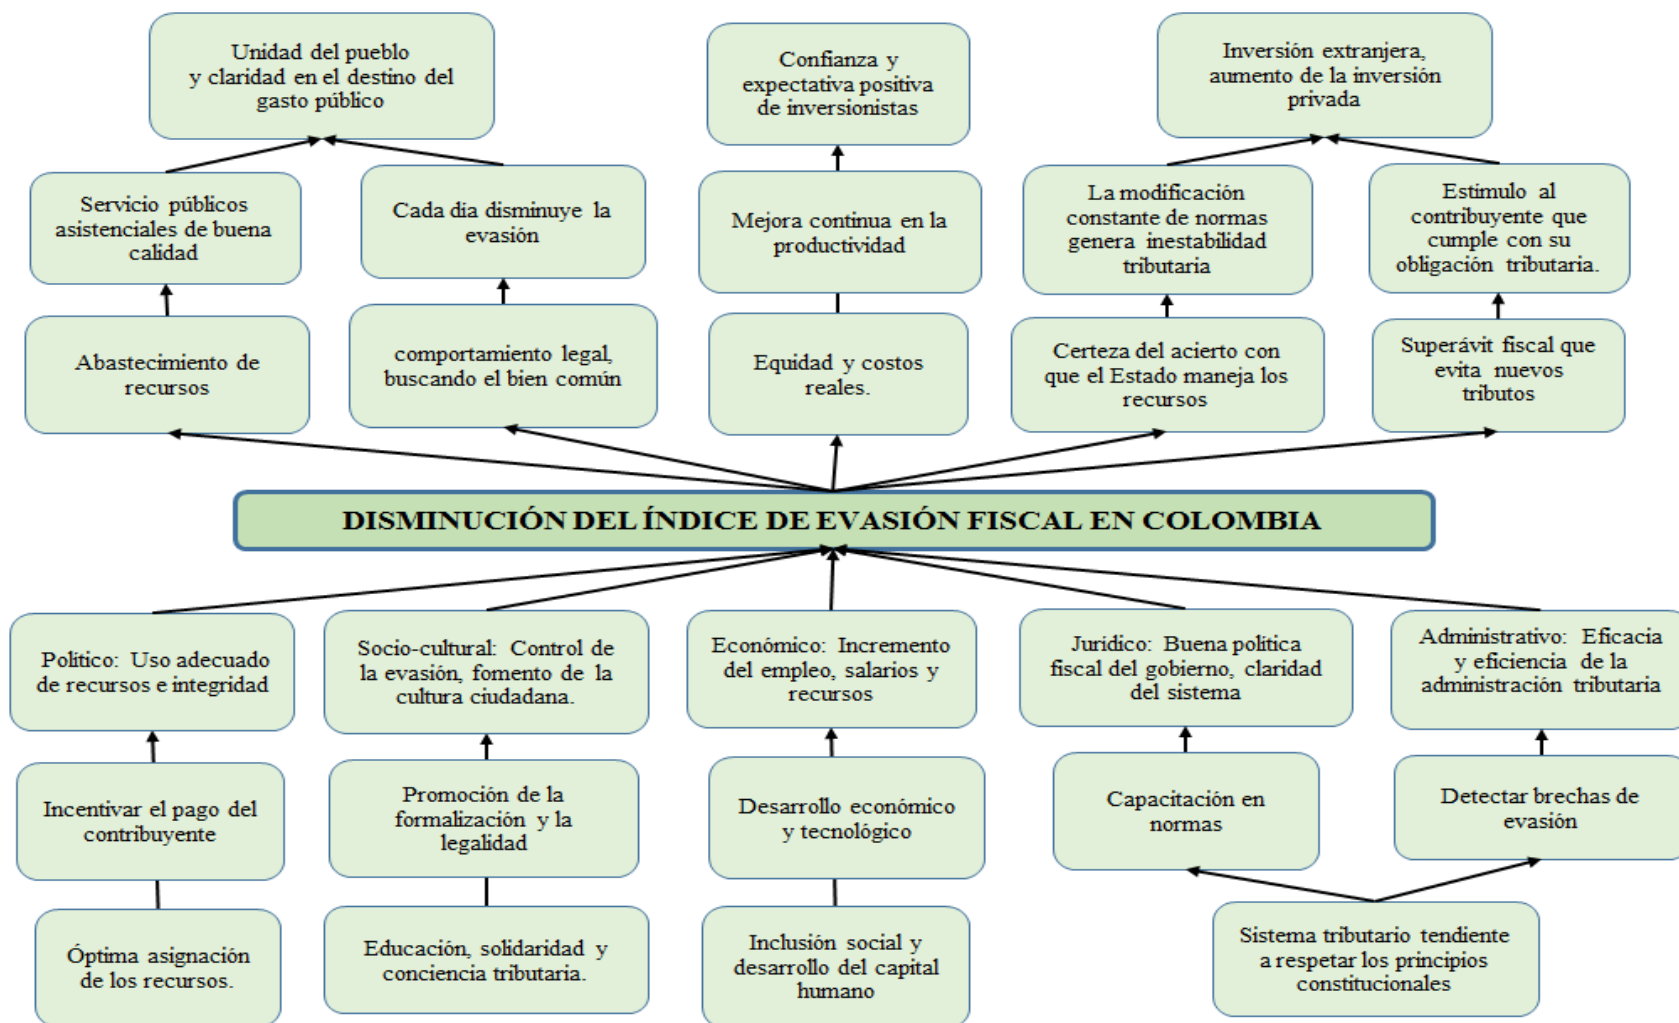 Unidad del pueblo
y claridad en el destino del
gasto público
Confianza y
expectativa positiva
de inversionistas
Inversión extranjera,
aumento de la inversión
privada
Servicio públicos
asistenciales de buena
calidad
Cada día disminuye la
evasión
Mejora continua en la
productividad
La modificación
constante de normas
genera inestabilidad
tributaria
Estímulo al
contribuyente que
cumple con su
obligación tributaria.
Abastecimiento de
recursos
comportamiento legal,
buscando el bien común
Equidad y costos
reales.
Certeza del acierto con
que el Estado maneja los
recursos
Superávit fiscal que
evita nuevos
tributos
DISMINUCIÓN DEL ÍNDICE DE EVASIÓN FISCAL EN COLOMBIA
Político: Uso adecuado
de recursos e integridad
Socio-cultural: Control de
la evasión, fomento de la
cultura ciudadana.
Económico: Incremento
del empleo, salarios y
recursos
Jurídico: Buena política
fiscal del gobierno, claridad
del sistema
Administrativo: Eficacia
y eficiencia de la
administración tributaria
Incentivar el pago del
contribuyente
Promoción de la
formalización y la
legalidad
Desarrollo económico
y tecnológico
Capacitación en
normas
Detectar brechas de
evasión
Óptima asignación
de los recursos.
Educación, solidaridad y
conciencia tributaria.
Inclusión social y
desarrollo del capital
humano
Sistema tributario tendiente
a respetar los principios
constitucionales